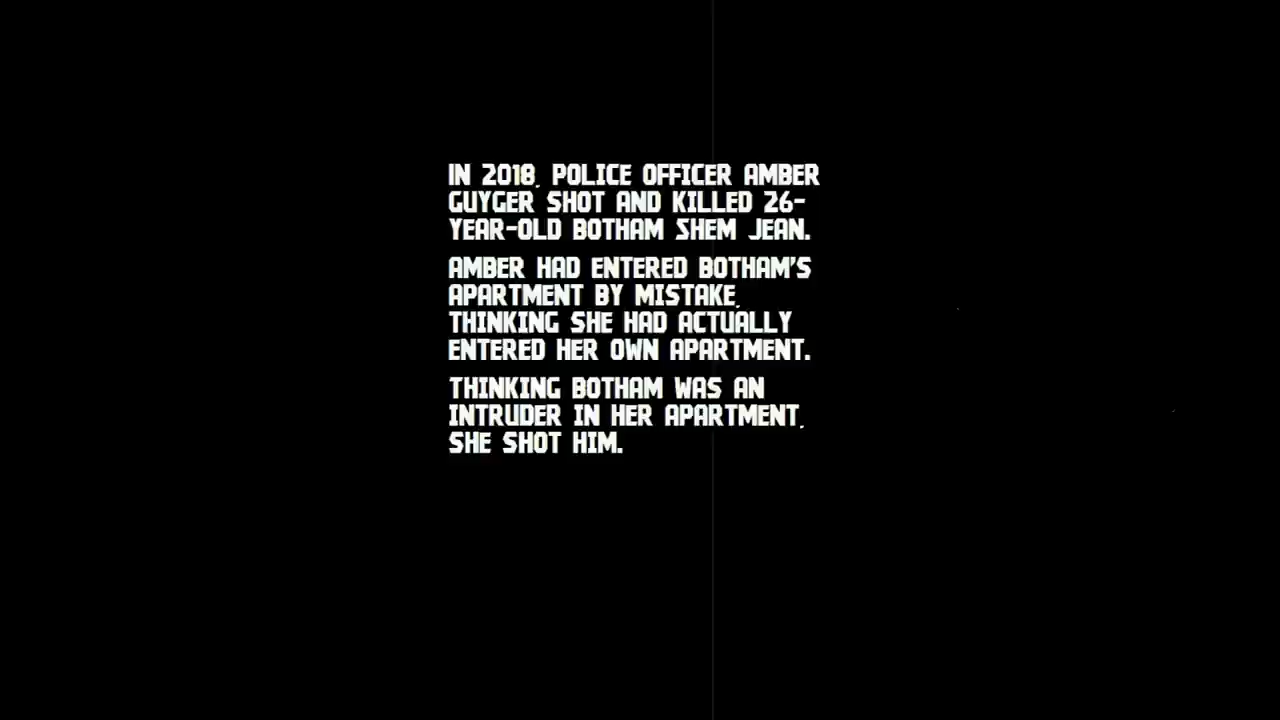 IN 2018, POLICE OFFICER AMBER
GUYGER SHOT AND KILLED 26-
YEAR-OLD BOTHAM SHEM JEAN.
AMBER HAD ENTERED BOTHAM'S
APARTMENT BY MISTAKE,
THINKING SHE HAD ACTUALLY
ENTERED HER OWN APARTMENT.
THINKING BOTHAM WAS AN
INTRUDER IN HER APARTMENT,
SHE SHOT HIM.